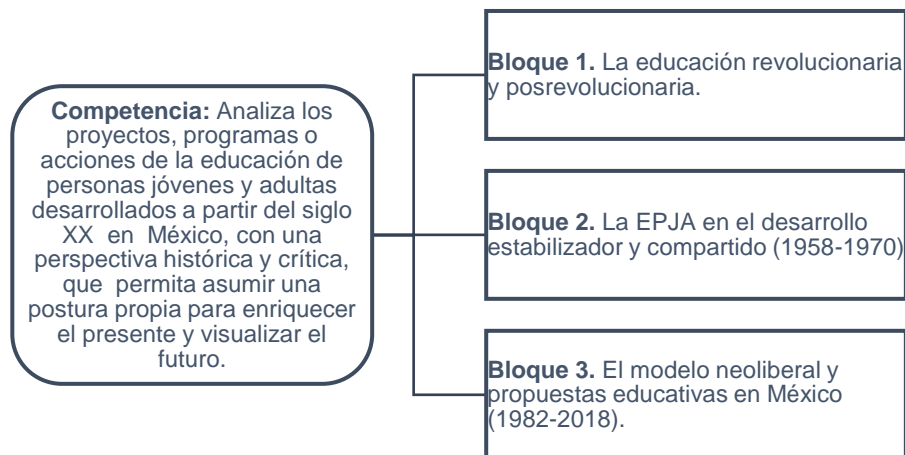 Competencia: Analiza los
proyectos, programas o
acciones de la educación de
personas jóvenes y adultas
desarrollados a partir del siglo
XX en México, con una
perspectiva histórica y crítica,
que permita asumir una
postura propia para enriquecer
el presente y visualizar el
futuro.
Bloque 1. La educación revolucionaria
y posrevolucionaria.
Bloque 2. La EPJA en el desarrollo
estabilizador y compartido (1958-1970)
Bloque 3. El modelo neoliberal y
propuestas educativas en México
(1982-2018).